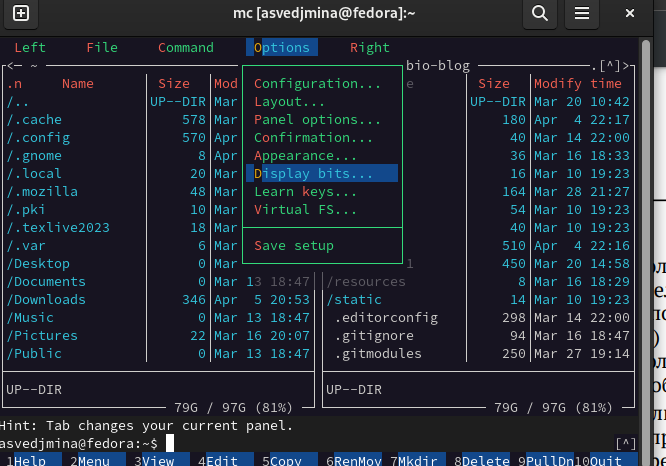 mc [asvedjmina@fedora]:~
Left File Command Options Right
<— ~ bio-blog .[^]>
.n Name Size Mod Configuration... e Size Modify time
/.. UP--DIR Mar Layout... UP--DIR Mar 20 10:42
/.cache 578 Mar Panel options... 180 Apr 4 22:17
/.config 570 Apr Confirmation... 40 Mar 14 22:00
/.gnome 8 Apr Appearance... 36 Mar 16 18:33
/.local 20 Mar Display bits... 16 Mar 10 19:23
/.mozilla 48 Mar Learn keys... 164 Mar 28 21:27
/.pki 10 Mar Virtual FS... 54 Mar 10 19:23
/.texlive2023 18 Mar 40 Mar 10 19:23
/.var 6 Mar Save setup 510 Apr 4 22:16
/Desktop 0 Mar l 450 Mar 20 14:58
/Documents 0 Mar 13 18:47 /resources 8 Mar 16 18:29
/Downloads 346 Apr 5 20:53 /static 14 Mar 10 19:23
/Music 0 Mar 13 18:47 .editorconfig 298 Mar 14 22:00
/Pictures 22 Mar 16 20:07 .gitignore 94 Mar 16 18:47
/Public 0 Mar 13 18:47 .gitmodules 250 Mar 27 19:14
UP--DIR UP--DIR
79G / 97G (81%) 79G / 97G (81%)
Hint: Tab changes your current panel.
asvedjmina@fedora:~$ [^]
1Help 2Menu 3View 4Edit 5Copy 6RenMov 7Mkdir 8Delete 9PullDn 10Quit